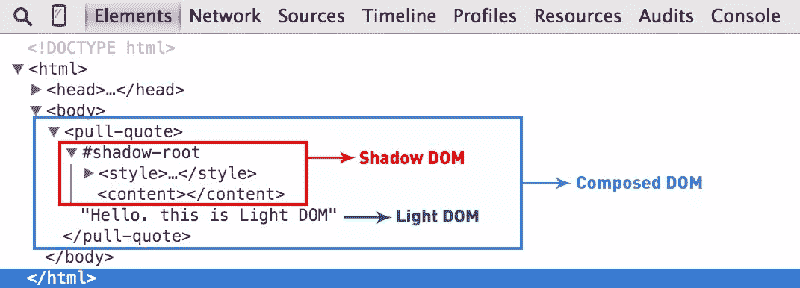 Elements Network Sources Timeline Profiles Resources Audits Console
<!DOCTYPE html>
▼<html>
▶<head>…</head>
▼<body>
▼<pull-quote>
▼#shadow-root
Shadow DOM
▶<style>…</style>
<content></content>
Composed DOM
"Hello. this is Light DOM"
Light DOM
</pull-quote>
</body>
</html>